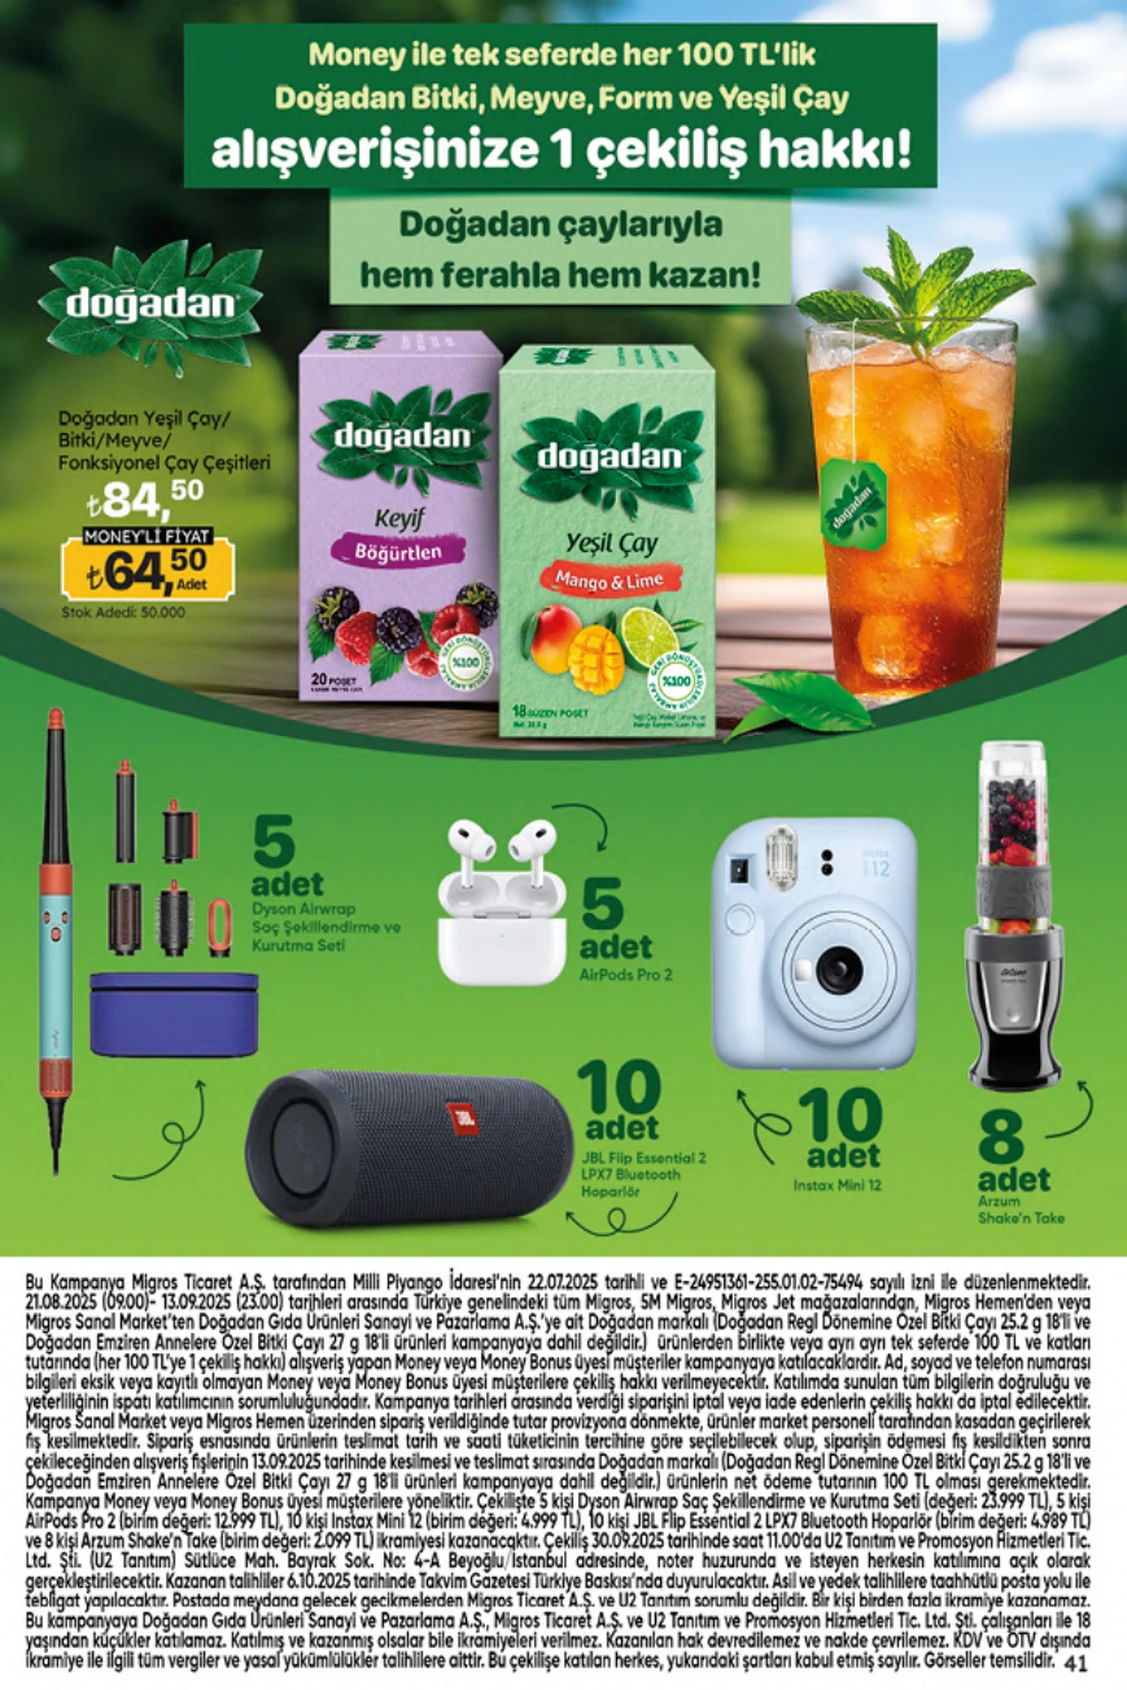 Money ile tek seferde her 100 TL'lik
Doğadan Bitki, Meyve, Form ve Yeşil Çay
alışverişinize 1 çekiliş hakkı!
Doğadan çaylarıyla
hem ferahla hem kazan!
doğadan
Doğadan Yeşil Çay/
Bitki/Meyve/
Fonksiyonel Çay Çeşitleri
₺84,50
MONEY'Lİ FİYAT
₺64,50 Adet
Stok Adedi: 50.000
doğadan
Keyif
Böğürtlen
%100
20 POŞET
doğadan
Yeşil Çay
Mango & Lime
GERİ DÖNÜŞTÜRÜLEBİLİR AMBALAJ
%100
18 SÜZEN POŞET
doğadan
5
adet
Dyson Airwrap
Saç Şekillendirme ve
Kurutma Seti
5
adet
AirPods Pro 2
10
adet
JBL Flip Essential 2
LPX7 Bluetooth
Hoparlör
JBL
10
adet
Instax Mini 12
8
adet
Arzum
Shake'n Take
Bu Kampanya Migros Ticaret A.Ş. tarafından Milli Piyango İdaresi'nin 22.07.2025 tarihli ve E-24951361-255.01.02-75494 sayılı izni ile düzenlenmektedir.
21.08.2025 (09.00)- 13.09.2025 (23.00) tarihleri arasında Türkiye genelindeki tüm Migros, 5M Migros, Migros Jet mağazalarından, Migros Hemen'den veya
Migros Sanal Market'ten Doğadan Gıda Ürünleri Sanayi ve Pazarlama A.Ş.'ye ait Doğadan markalı (Doğadan Regl Dönemine Özel Bitki Çayı 25.2 g 18'li ve
Doğadan Emziren Annelere Özel Bitki Çayı 27 g 18'li ürünleri kampanyaya dahil değildir.) ürünlerden birlikte veya ayrı ayrı tek seferde 100 TL ve katları
tutarında (her 100 TL'ye 1 çekiliş hakkı) alışveriş yapan Money veya Money Bonus üyesi müşteriler kampanyaya katılacaklardır. Ad, soyad ve telefon numarası
bilgileri eksik veya kayıtlı olmayan Money veya Money Bonus üyesi müşterilere çekiliş hakkı verilmeyecektir. Katılımda sunulan tüm bilgilerin doğruluğu ve
yeterliliğinin ispatı katılımcının sorumluluğundadır. Kampanya tarihleri arasında verdiği siparişini iptal veya iade edenlerin çekiliş hakkı da iptal edilecektir.
Migros Sanal Market veya Migros Hemen üzerinden sipariş verildiğinde tutar provizyona dönmekte, ürünler market personeli tarafından kasadan geçirilerek
fiş kesilmektedir. Sipariş esnasında ürünlerin teslimat tarih ve saati tüketicinin tercihine göre seçilebilecek olup, siparişin ödemesi fiş kesildikten sonra
çekileceğinden alışveriş fişlerinin 13.09.2025 tarihinde kesilmesi ve teslimat sırasında Doğadan markalı (Doğadan Regl Dönemine Özel Bitki Çayı 25.2 g 18'li ve
Doğadan Emziren Annelere Özel Bitki Çayı 27 g 18'li ürünleri kampanyaya dahil değildir.) ürünlerin net ödeme tutarının 100 TL olması gerekmektedir.
Kampanya Money veya Money Bonus üyesi müşterilere yöneliktir. Çekilişte 5 kişi Dyson Airwrap Saç Şekillendirme ve Kurutma Seti (değeri: 23.999 TL), 5 kişi
AirPods Pro 2 (birim değeri: 12.999 TL), 10 kişi Instax Mini 12 (birim değeri: 4.999 TL), 10 kişi JBL Flip Essential 2 LPX7 Bluetooth Hoparlör (birim değeri: 4.989 TL)
ve 8 kişi Arzum Shake'n Take (birim değeri: 2.099 TL) ikramiyesi kazanacaktır. Çekiliş 30.09.2025 tarihinde saat 11.00'da U2 Tanıtım ve Promosyon Hizmetleri Tic.
Ltd. Şti. (U2 Tanıtım) Sütlüce Mah. Bayrak Sok. No: 4-A Beyoğlu/İstanbul adresinde, noter huzurunda ve isteyen herkesin katılımına açık olarak
gerçekleştirilecektir. Kazanan talihliler 6.10.2025 tarihinde Takvim Gazetesi Türkiye Baskısı'nda duyurulacaktır. Asil ve yedek talihlilere taahhütlü posta yolu ile
tebligat yapılacaktır. Postada meydana gelecek gecikmelerden Migros Ticaret A.Ş. ve U2 Tanıtım sorumlu değildir. Bir kişi birden fazla ikramiye kazanamaz.
Bu kampanyaya Doğadan Gıda Ürünleri Sanayi ve Pazarlama A.Ş., Migros Ticaret A.Ş. ve U2 Tanıtım ve Promosyon Hizmetleri Tic. Ltd. Şti. çalışanları ile 18
yaşından küçükler katılamaz. Katılmış ve kazanmış olsalar bile ikramiyeleri verilmez. Kazanılan hak devredilemez ve nakde çevrilemez. KDV ve ÖTV dışında
ikramiye ile ilgili tüm vergiler ve yasal yükümlülükler talihlilere aittir. Bu çekilişe katılan herkes, yukarıdaki şartları kabul etmiş sayılır. Görseller temsilidir. 41